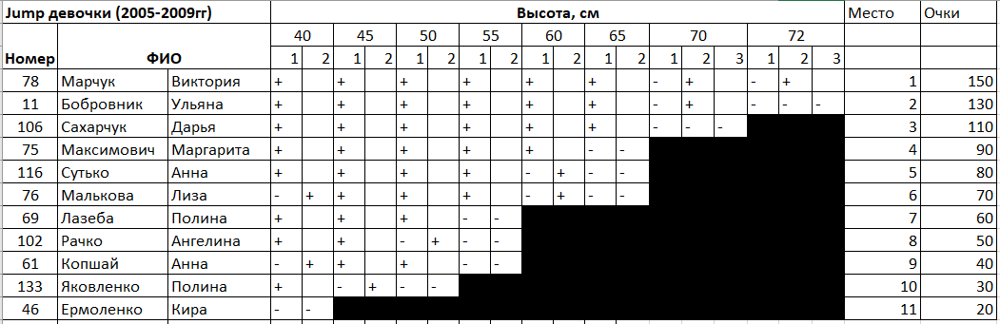 Jump девочки (2005-2009гг) Высота, см Место Очки
40 45 50 55 60 65 70 72
Номер ФИО 1 2 1 2 1 2 1 2 1 2 1 2 1 2 3 1 2 3
78 Марчук Виктория + + + + + + - + - + 1 150
11 Бобровник Ульяна + + + + + + - + - - - 2 130
106 Сахарчук Дарья + + + + + + - - - 3 110
75 Максимович Маргарита + + + + + - - 4 90
116 Сутько Анна + + + + - + - - 5 80
76 Малькова Лиза - + + + + - + - - 6 70
69 Лазеба Полина + + + - - 7 60
102 Рачко Ангелина + + - + - - 8 50
61 Копшай Анна - + + + - - 9 40
133 Яковленко Полина + - + - - 10 30
46 Ермоленко Кира - - 11 20